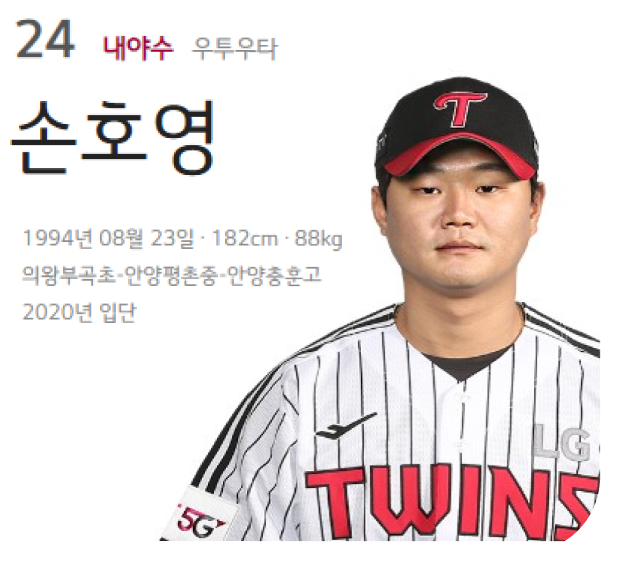 24 내야수 우투우타
손호영
1994년 08월 23일 · 182cm · 88kg
의왕부곡초-안양평촌중-안양충훈고
2020년 입단
T
LG
TWINS
5G